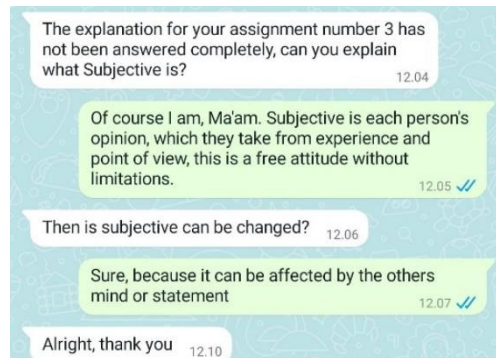 The explanation for your assignment number 3 has
not been answered completely, can you explain
what Subjective is?
12.04
Of course I am, Ma'am. Subjective is each person's
opinion, which they take from experience and
point of view, this is a free attitude without
limitations.
12.05
Then is subjective can be changed?
12.06
Sure, because it can be affected by the others
mind or statement
12.07
Alright, thank you
12.10